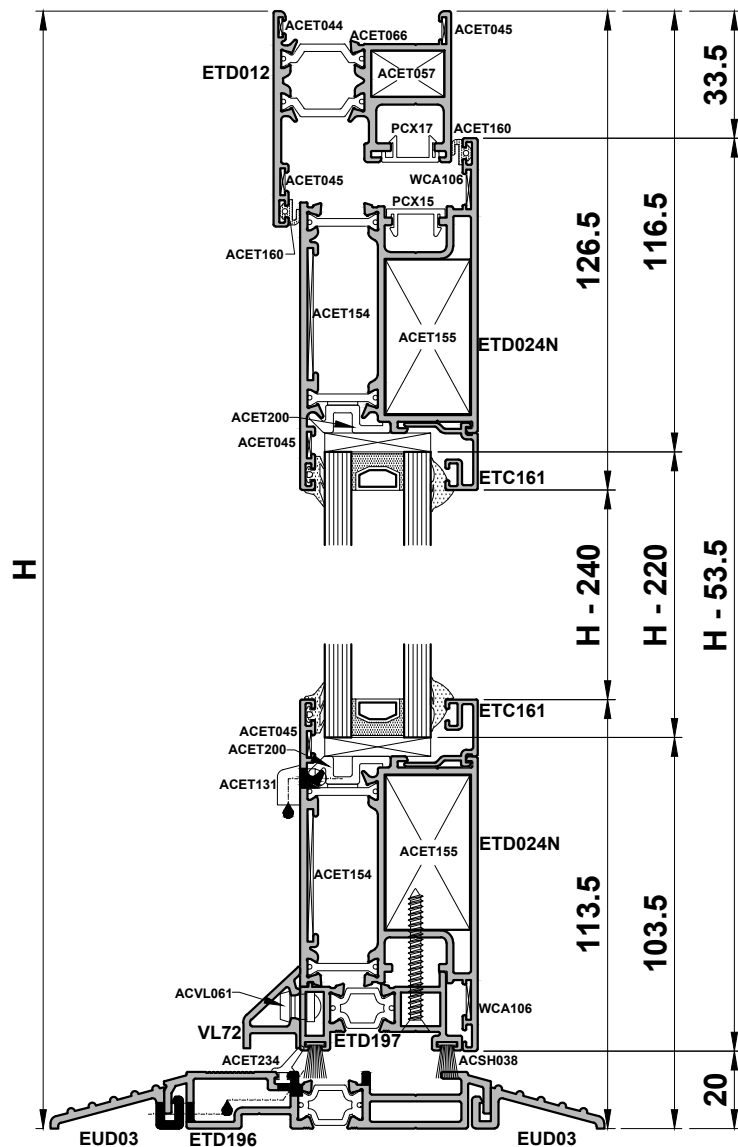 ACET044
ACET066
ACET045
ETD012
ACET057
33.5
PCX17
ACET160
ACET045
WCA106
PCX15
ACET160
126.5
116.5
ACET154
ACET155
ETD024N
ACET200
ACET045
ETC161
H
H - 240
H - 220
H - 53.5
ETC161
ACET045
ACET200
ACET131
ETD024N
ACET155
ACET154
113.5
103.5
ACVL061
WCA106
VL72
ETD197
ACET234
ACSH038
20
EUD03
ETD196
EUD03